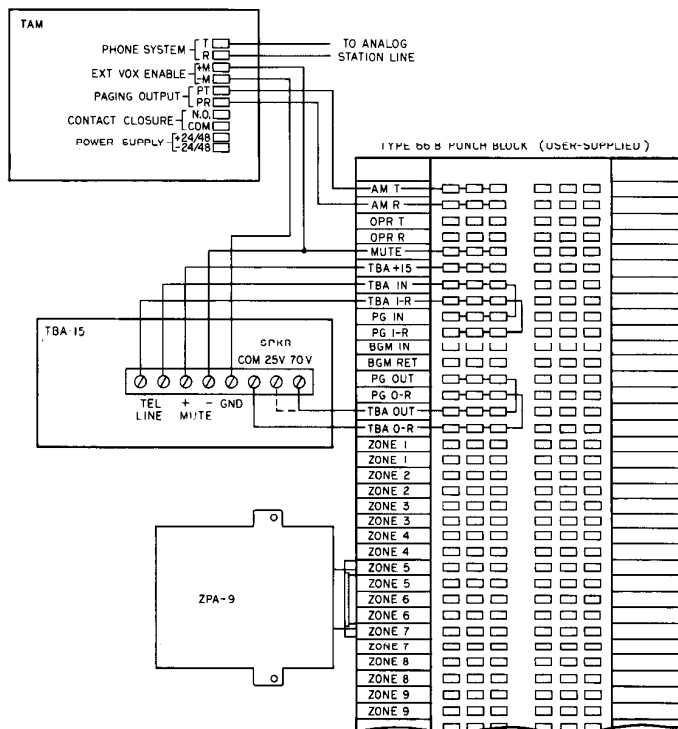 TAM
PHONE SYSTEM T
R
TO ANALOG
STATION LINE
EXT VOX ENABLE +M
-M
PAGING OUTPUT PT
PR
CONTACT CLOSURE N.O.
COM
POWER SUPPLY +24/48
-24/48
TYPE 66 B PUNCH BLOCK (USER-SUPPLIED)
AM T
AM R
OPR T
OPR R
MUTE
TBA +15
TBA IN
TBA I-R
PG IN
PG I-R
BGM IN
BGM RET
PG OUT
PG O-R
TBA OUT
TBA O-R
ZONE 1
ZONE 1
ZONE 2
ZONE 2
ZONE 3
ZONE 3
ZONE 4
ZONE 4
ZONE 5
ZONE 5
ZONE 6
ZONE 6
ZONE 7
ZONE 7
ZONE 8
ZONE 8
ZONE 9
ZONE 9
TBA-15
SPKR
COM 25V 70V
TEL
LINE
+ - GND
MUTE
ZPA-9